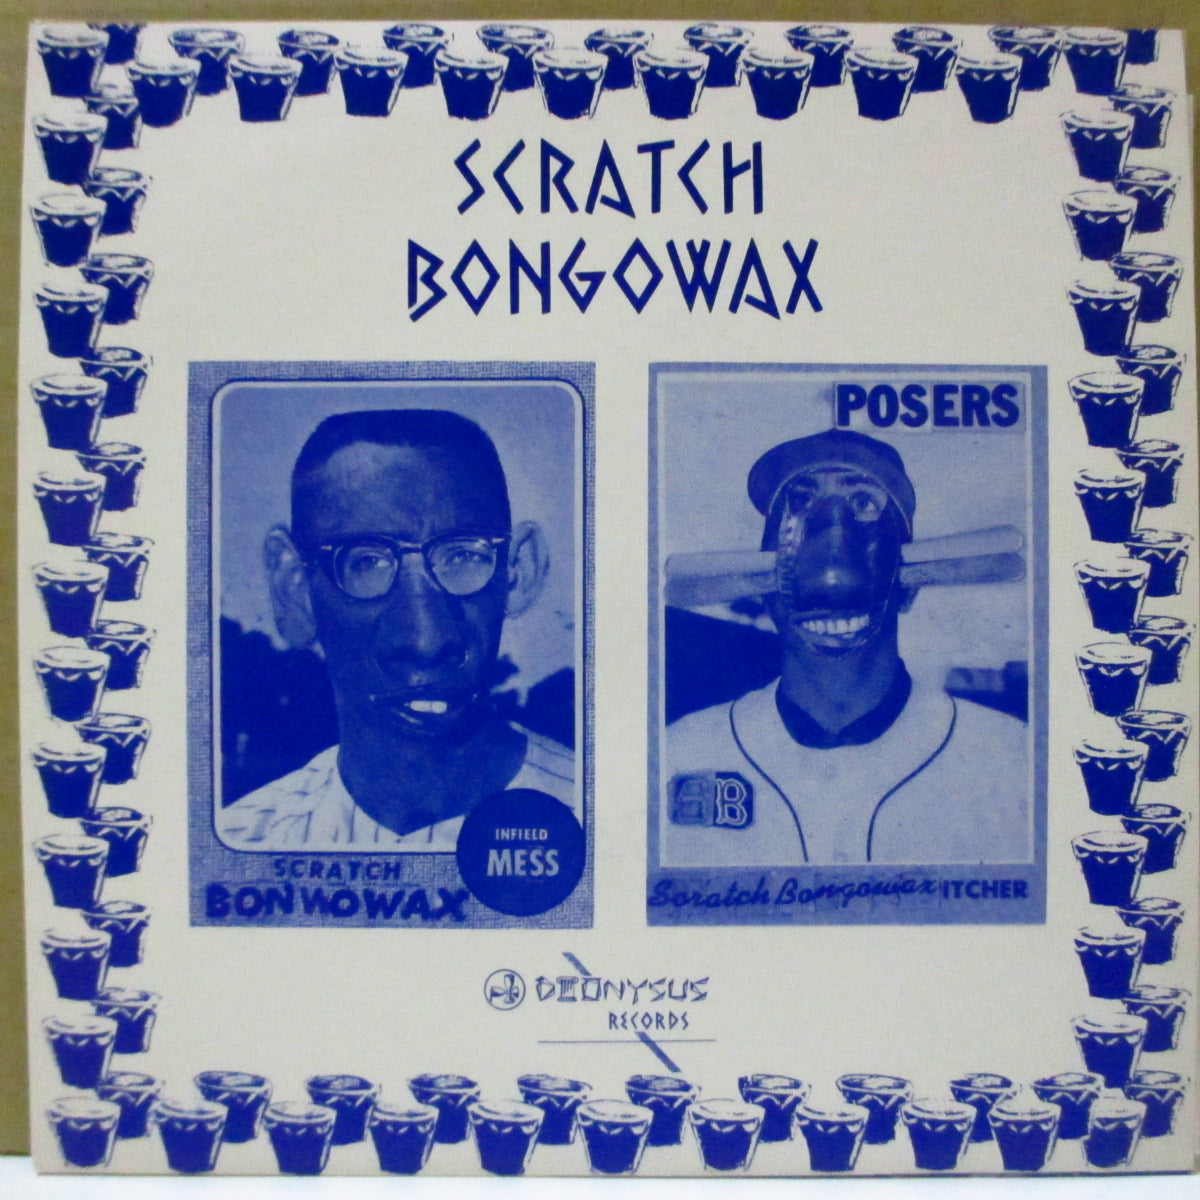 SCRATCH
BONGOWAX
POSERS
INFIELD
MESS
SCRATCH
BONWOWAX
B
Scratch Bongowax ITCHER
DIONYSUS
RECORDS